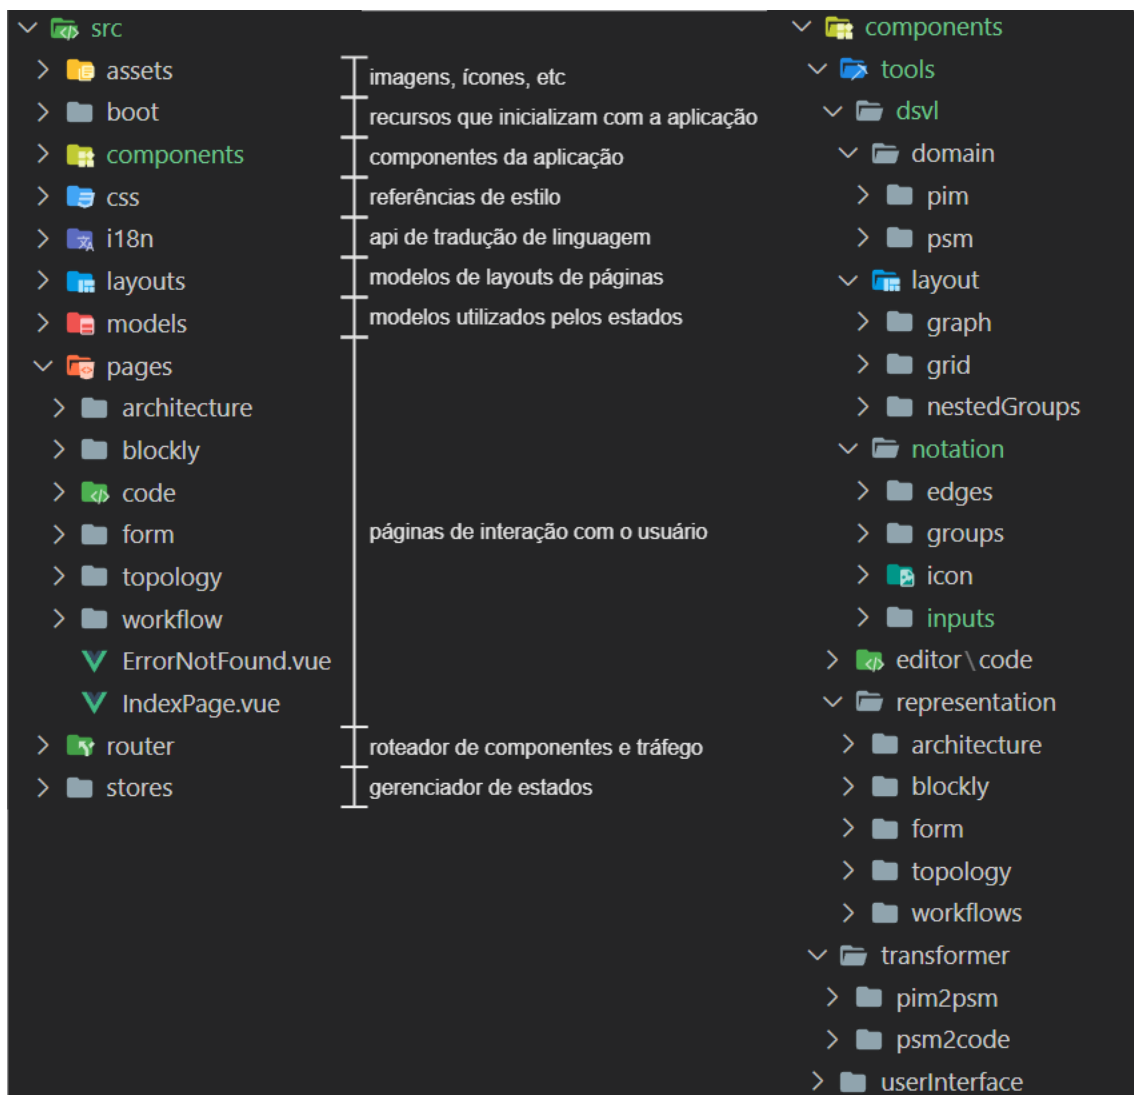 src
assets
boot
components
css
i18n
layouts
models
pages
architecture
blockly
code
form
topology
workflow
ErrorNotFound.vue
IndexPage.vue
router
stores
imagens, ícones, etc
recursos que inicializam com a aplicação
componentes da aplicação
referências de estilo
api de tradução de linguagem
modelos de layouts de páginas
modelos utilizados pelos estados
páginas de interação com o usuário
roteador de componentes e tráfego
gerenciador de estados
components
tools
dsvl
domain
pim
psm
layout
graph
grid
nestedGroups
notation
edges
groups
icon
inputs
editor\code
representation
architecture
blockly
form
topology
workflows
transformer
pim2psm
psm2code
userInterface